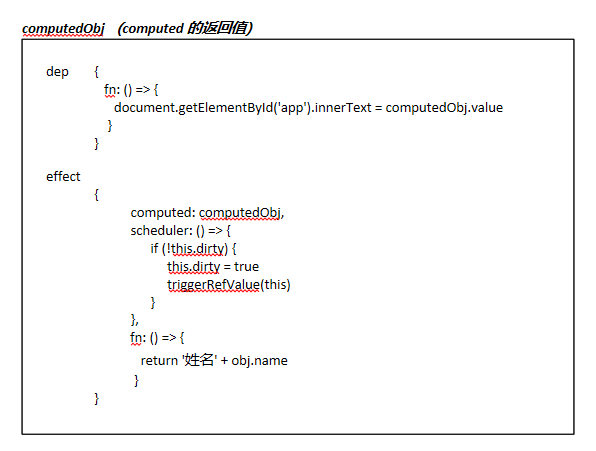 computedObj （computed 的返回值）
dep {
fn: () => {
document.getElementById('app').innerText = computedObj.value
}
}
effect
{
computed: computedObj,
scheduler: () => {
if (!this.dirty) {
this.dirty = true
triggerRefValue(this)
}
},
fn: () => {
return '姓名' + obj.name
}
}